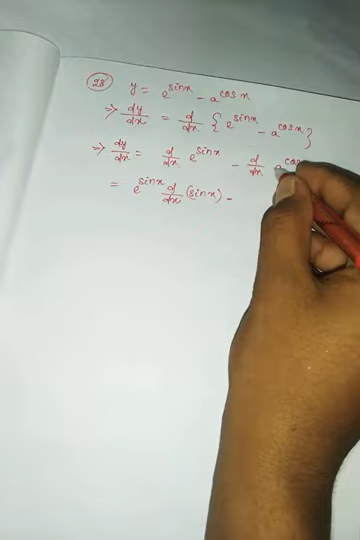 28 y = e^sinx - a^cos x
⇒ dy/dx = d/dx { e^sinx - a^cosx }
⇒ dy/dx = d/dx e^sinx - d/dx a^cos
= e^sinx d/dx (sinx) -